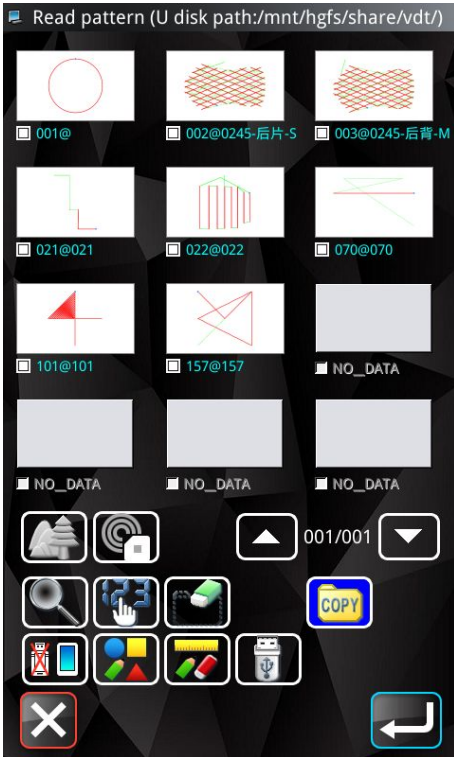 Read pattern (U disk path:/mnt/hgfs/share/vdt/)
001@ 002@0245-后片-S 003@0245-后背-M
021@021 022@022 070@070
101@101 157@157 NO_DATA
NO_DATA NO_DATA NO_DATA
001/001
123
COPY